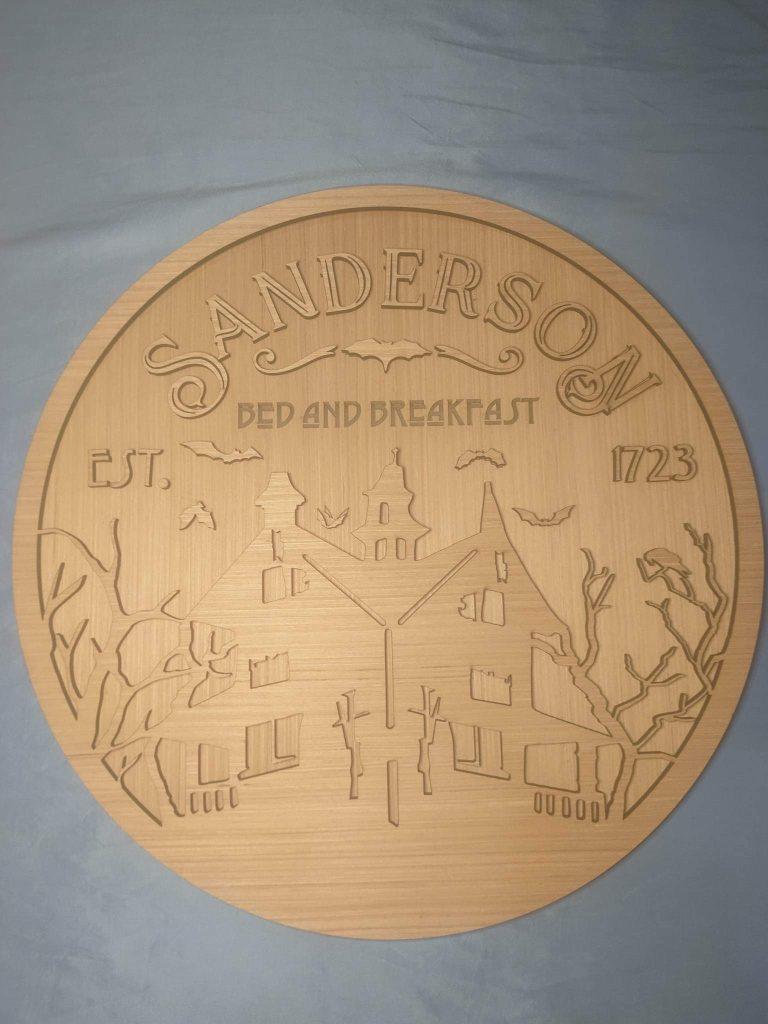 SANDERSON
BED AND BREAKFAST
EST. 1723